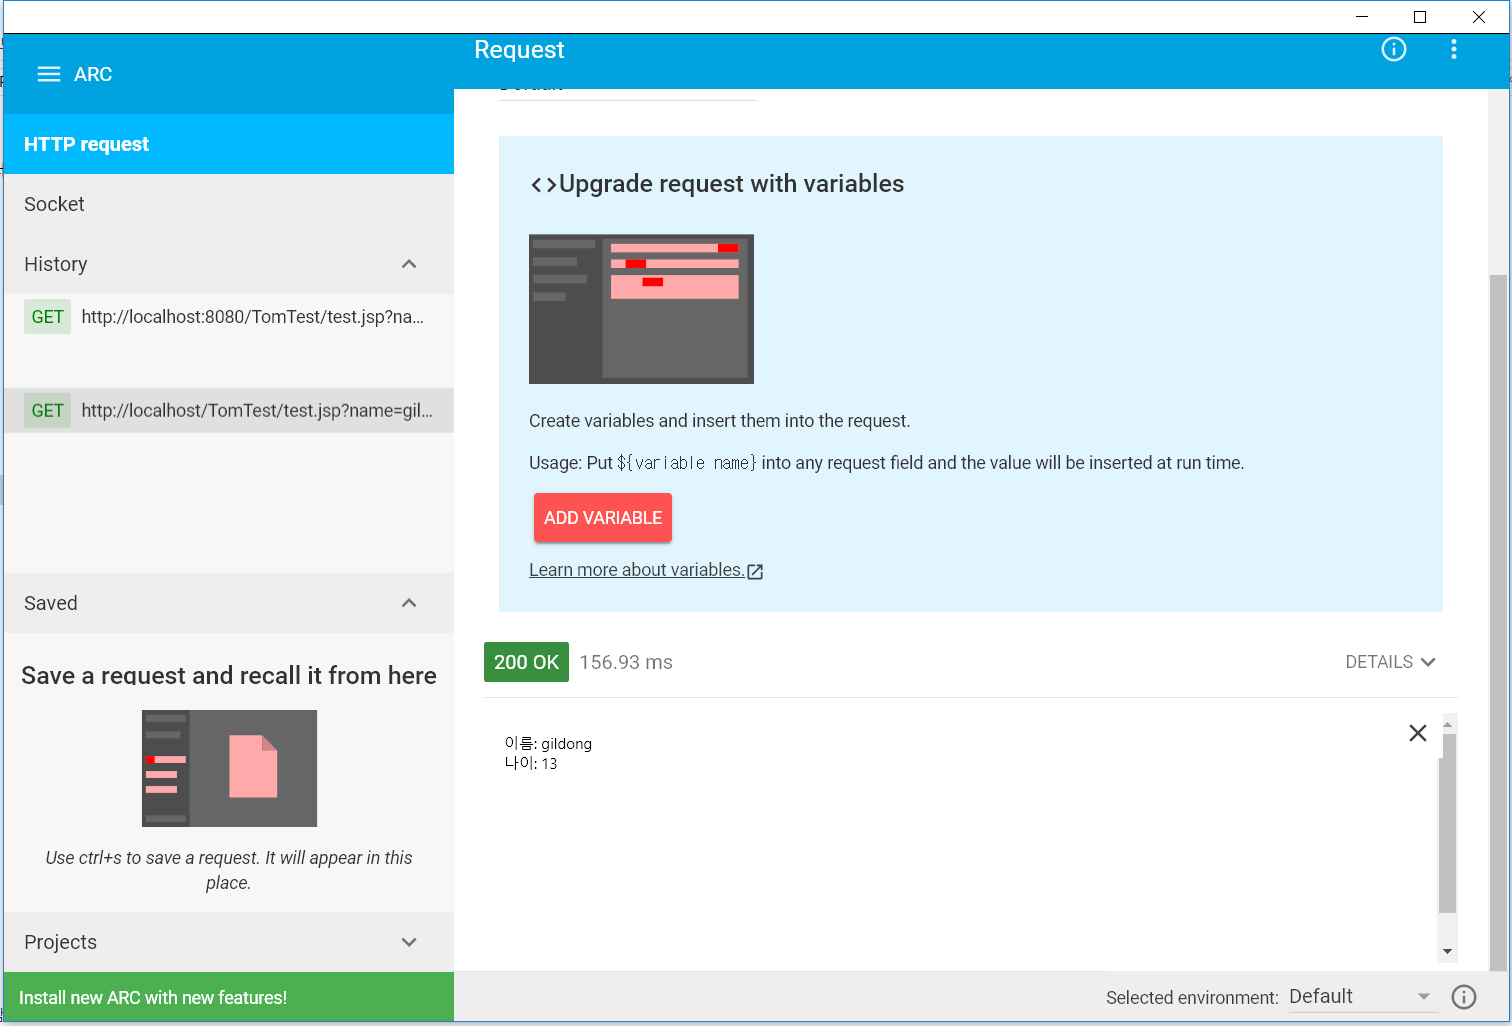 Request
ARC
HTTP request
Socket
History
GET http://localhost:8080/TomTest/test.jsp?na...
GET http://localhost/TomTest/test.jsp?name=gil...
Saved
Save a request and recall it from here
Use ctrl+s to save a request. It will appear in this
place.
Projects
Install new ARC with new features!
<>Upgrade request with variables
Create variables and insert them into the request.
Usage: Put ${variable name} into any request field and the value will be inserted at run time.
ADD VARIABLE
Learn more about variables.
200 OK 156.93 ms
DETAILS
이름: gildong
나이: 13
Selected environment: Default